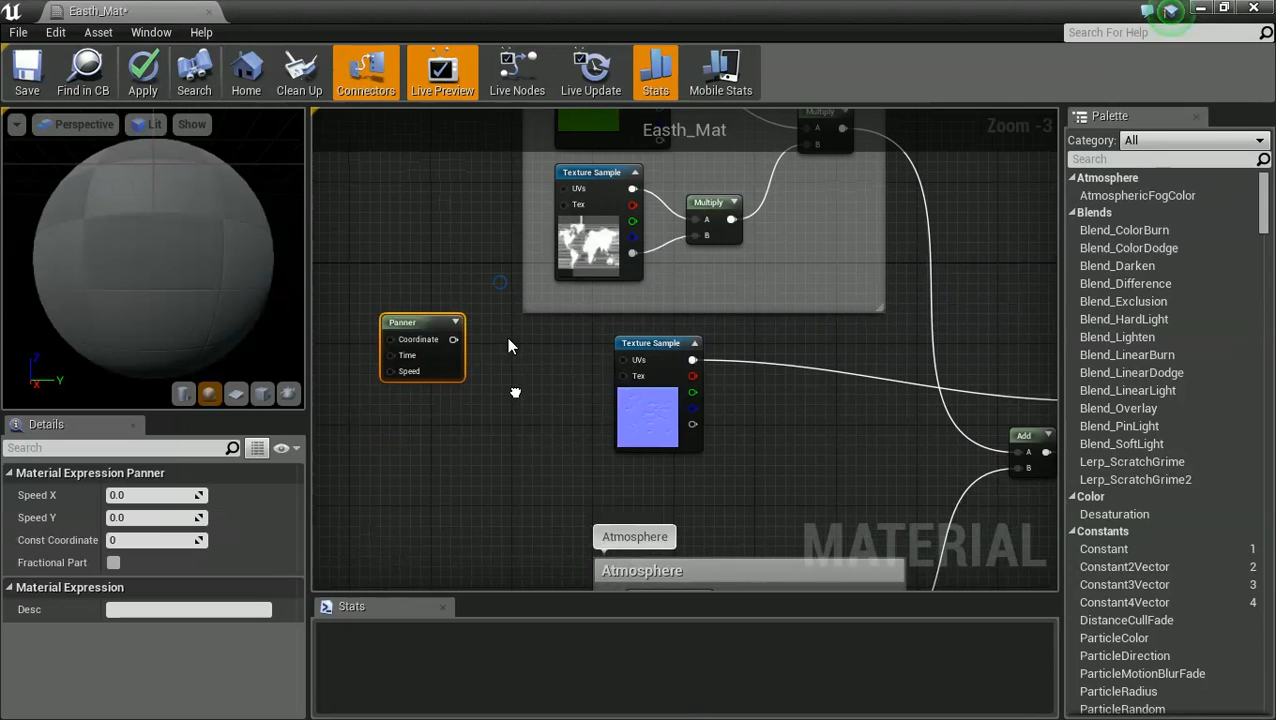 Easth_Mat*
File Edit Asset Window Help
Search For Help
Save Find in CB Apply Search Home Clean Up Connectors Live Preview Live Nodes Live Update Stats Mobile Stats
Perspective Lit Show
Z
X Y
Details
Search
Material Expression Panner
Speed X 0.0
Speed Y 0.0
Const Coordinate 0
Fractional Part
Material Expression
Desc
Easth_Mat
Zoom -3
Multiply
A
B
Texture Sample
UVs
Tex
Multiply
A
B
Panner
Coordinate
Time
Speed
Texture Sample
UVs
Tex
Add
A
B
Atmosphere
Atmosphere
MATERIAL
Stats
Palette
Category: All
Search
Atmosphere
AtmosphericFogColor
Blends
Blend_ColorBurn
Blend_ColorDodge
Blend_Darken
Blend_Difference
Blend_Exclusion
Blend_HardLight
Blend_Lighten
Blend_LinearBurn
Blend_LinearDodge
Blend_LinearLight
Blend_Overlay
Blend_PinLight
Blend_SoftLight
Lerp_ScratchGrime
Lerp_ScratchGrime2
Color
Desaturation
Constants
Constant 1
Constant2Vector 2
Constant3Vector 3
Constant4Vector 4
DistanceCullFade
ParticleColor
ParticleDirection
ParticleMotionBlurFade
ParticleRadius
ParticleRandom